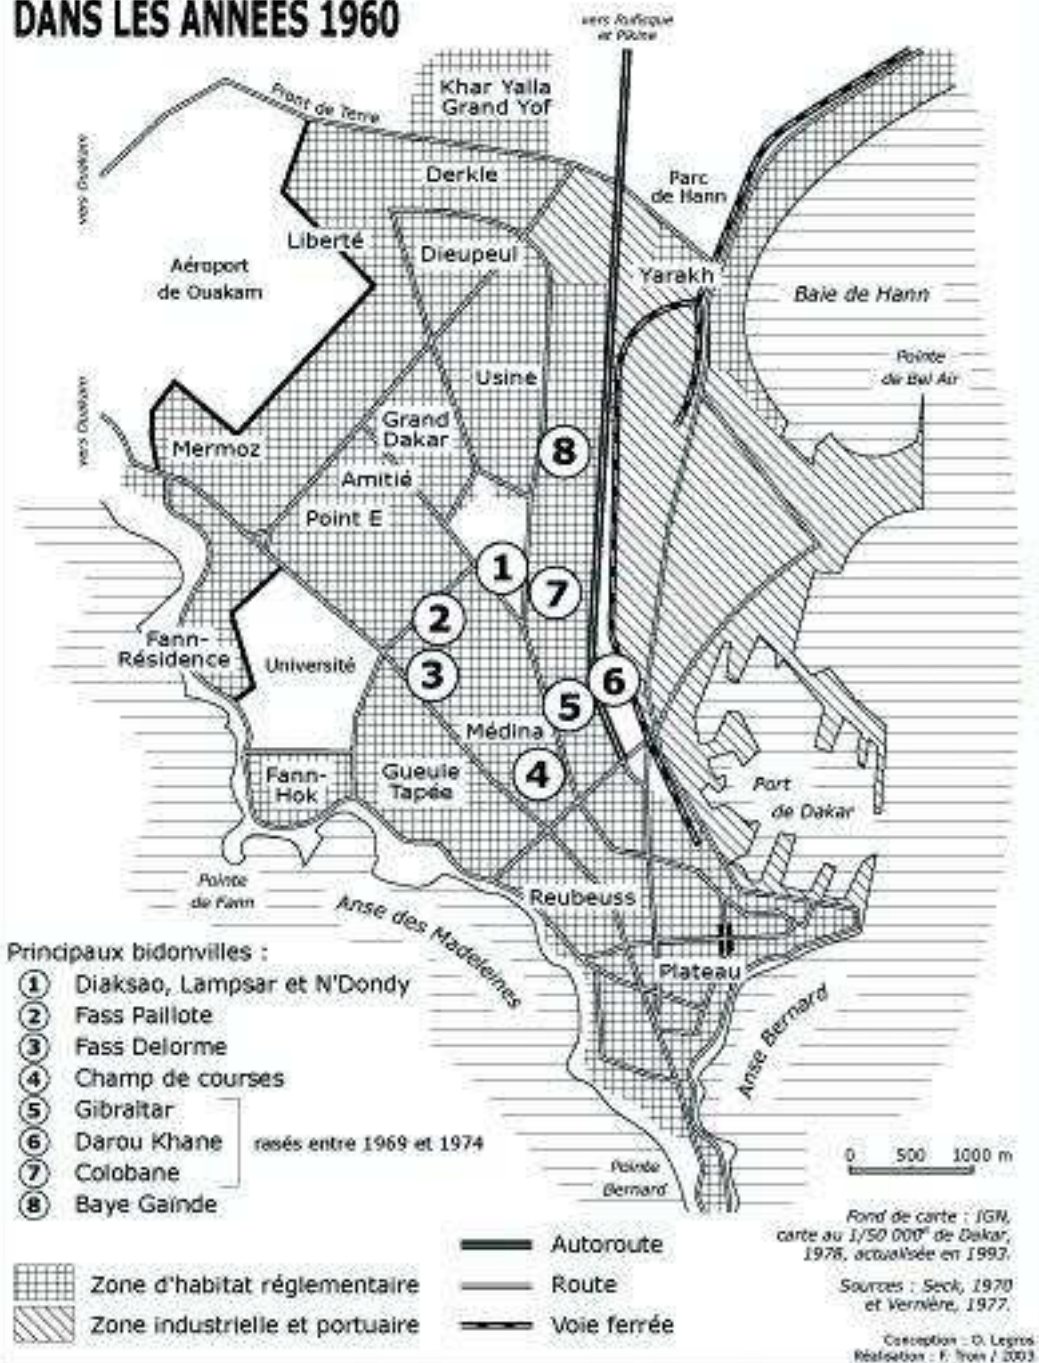 DANS LES ANNEES 1960
vers Rufisque
et Pikine
Khar Yalla
Grand Yof
Front de Terre
vers Ouakam
Derkle
Parc
de Hann
Liberté
Dieupeul
Aéroport
de Ouakam
Yarakh
Baie de Hann
Pointe
de Bel Air
Usine
vers Ouakam
Grand
Dakar
Mermoz
8
Amitié
Point E
1
7
2
Fann-
Résidence
Université
3
6
5
Médina
4
Fann-
Hok
Gueule
Tapée
Port
de Dakar
Pointe
de Fann
Reubeuss
Anse des Madeleines
Plateau
Anse Bernard
Pointe
Bernard
Principaux bidonvilles :
1 Diaksao, Lampsar et N'Dondy
2 Fass Paillote
3 Fass Delorme
4 Champ de courses
5 Gibraltar
6 Darou Khane
7 Colobane
rasés entre 1969 et 1974
8 Baye Gaïnde
0 500 1000 m
Zone d'habitat réglementaire
Zone industrielle et portuaire
Autoroute
Route
Voie ferrée
Fond de carte : IGN,
carte au 1/50 000e de Dakar,
1978, actualisée en 1993.
Sources : Seck, 1970
et Vernière, 1977.
Conception : O. Legros
Réalisation : F. Troin / 2003